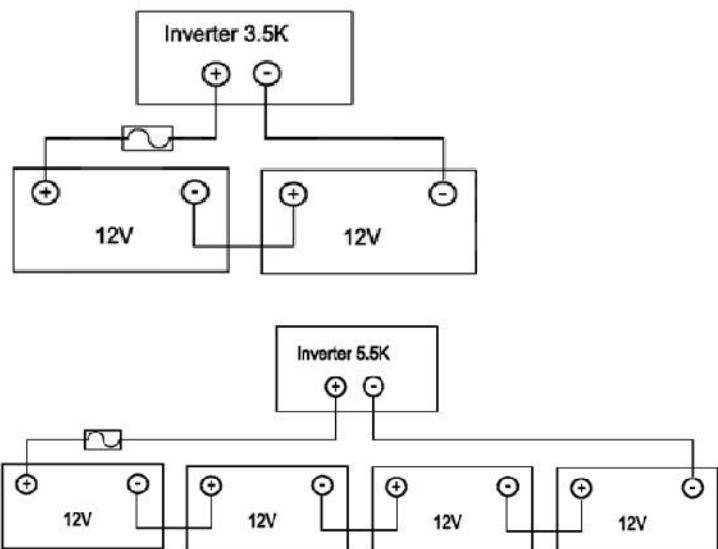 Inverter 3.5K
+ -
+ - + -
12V 12V
Inverter 5.5K
+ -
+ - + - + - + -
12V 12V 12V 12V